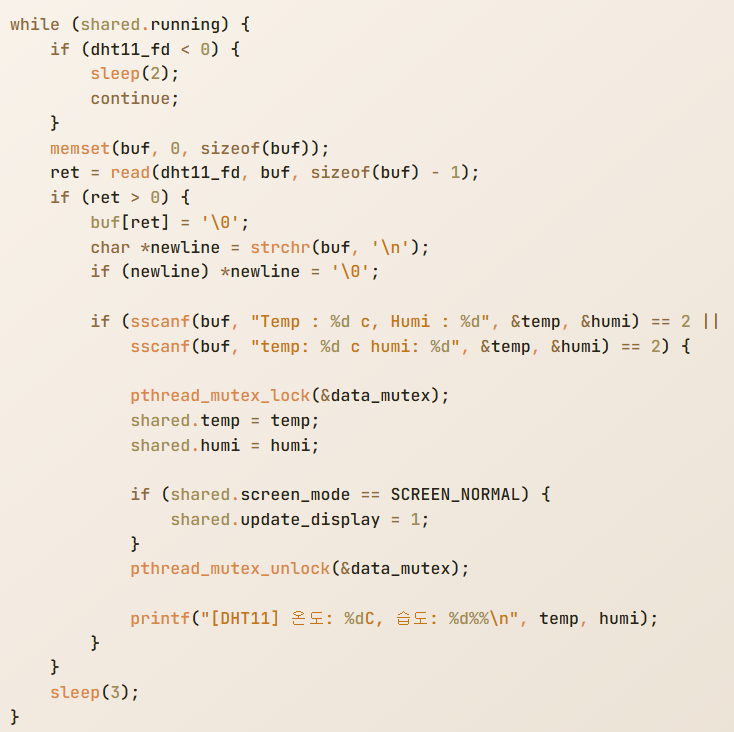 while (shared.running) {
    if (dht11_fd < 0) {
        sleep(2);
        continue;
    }
    memset(buf, 0, sizeof(buf));
    ret = read(dht11_fd, buf, sizeof(buf) - 1);
    if (ret > 0) {
        buf[ret] = '\0';
        char *newline = strchr(buf, '\n');
        if (newline) *newline = '\0';

        if (sscanf(buf, "Temp : %d c, Humi : %d", &temp, &humi) == 2 ||
            sscanf(buf, "temp: %d c humi: %d", &temp, &humi) == 2) {

            pthread_mutex_lock(&data_mutex);
            shared.temp = temp;
            shared.humi = humi;

            if (shared.screen_mode == SCREEN_NORMAL) {
                shared.update_display = 1;
            }
            pthread_mutex_unlock(&data_mutex);

            printf("[DHT11] 온도: %dC, 습도: %d%%\n", temp, humi);
        }
    }
    sleep(3);
}